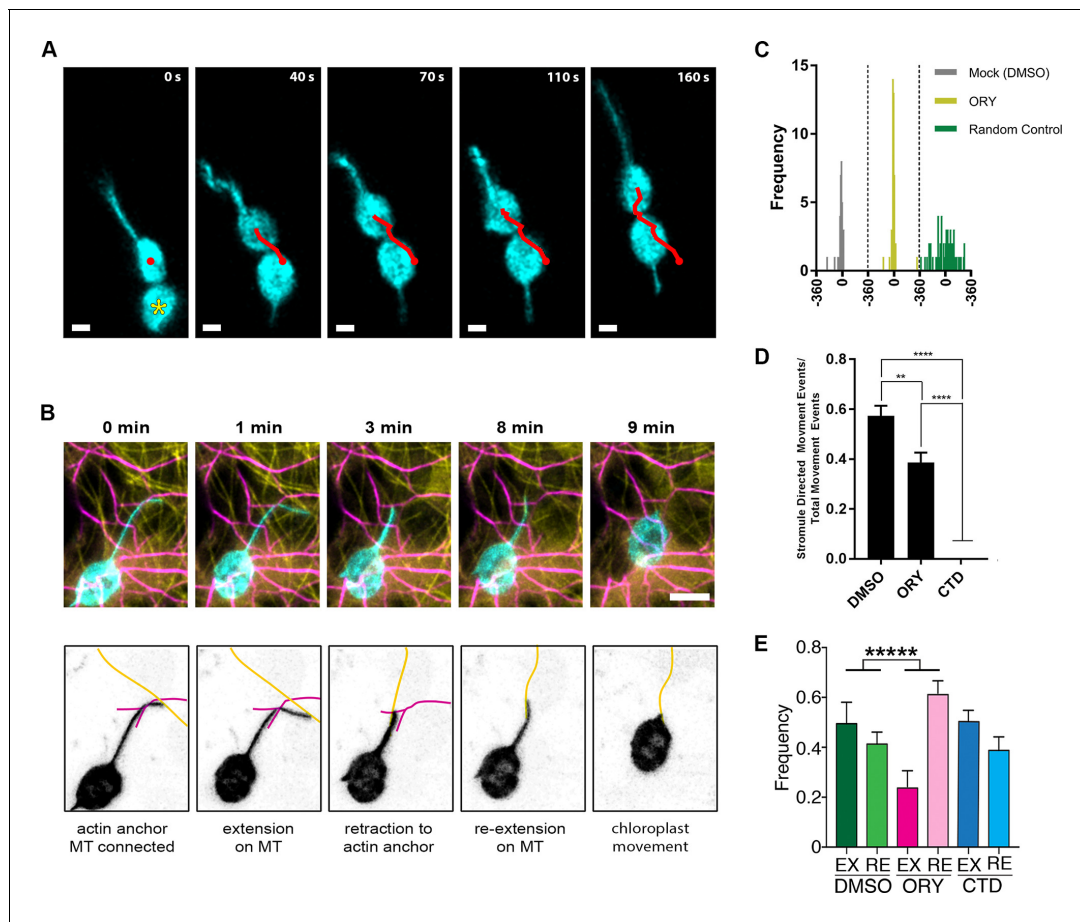 A
0 s
40 s
70 s
110 s
160 s
*
B
0 min
1 min
3 min
8 min
9 min
actin anchor
MT connected
extension
on MT
retraction to
actin anchor
re-extension
on MT
chloroplast
movement
C
Mock (DMSO)
ORY
Random Control
Frequency
15
10
5
0
-360
0
-360
0
-360
0
-360
D
Stromule Directed Movment Events/
Total Movement Events
0.8
0.6
0.4
0.2
0.0
****
**
****
DMSO
ORY
CTD
E
Frequency
0.8
0.6
0.4
0.2
0
*****
EX RE EX RE EX RE
DMSO ORY CTD